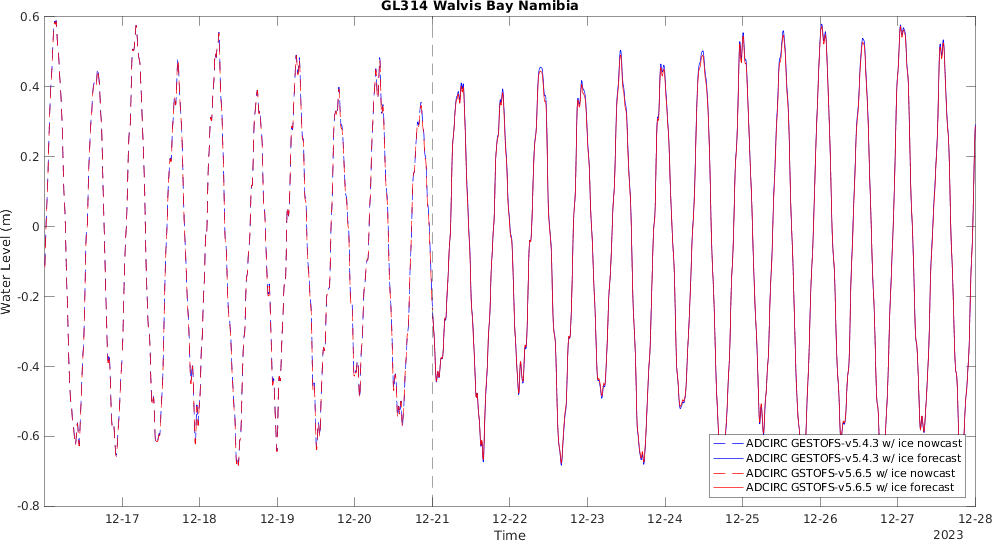 GL314 Walvis Bay Namibia
Water Level (m)
0.6
0.4
0.2
0
-0.2
-0.4
-0.6
-0.8
ADCIRC GESTOFS-v5.4.3 w/ ice nowcast
ADCIRC GESTOFS-v5.4.3 w/ ice forecast
ADCIRC GSTOFS-v5.6.5 w/ ice nowcast
ADCIRC GSTOFS-v5.6.5 w/ ice forecast
12-17 12-18 12-19 12-20 12-21 12-22 12-23 12-24 12-25 12-26 12-27 12-28
Time
2023